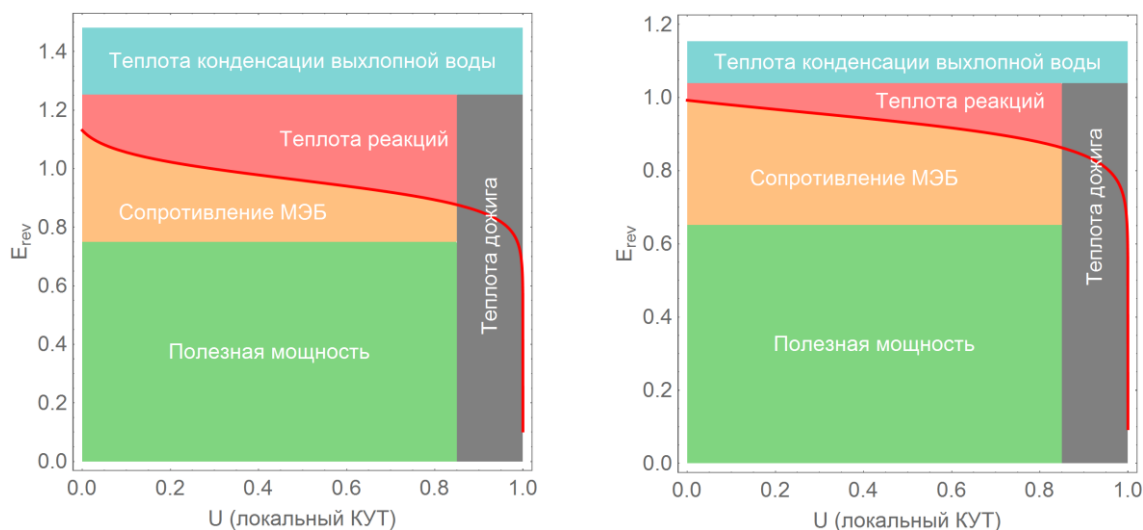 1.4
1.2
1.0
0.8
0.6
0.4
0.2
0.0
E_rev
Теплота конденсации выхлопной воды
Теплота реакций
Сопротивление МЭБ
Теплота дожига
Полезная мощность
0.0 0.2 0.4 0.6 0.8 1.0
U (локальный КУТ)
1.2
1.0
0.8
0.6
0.4
0.2
0.0
E_rev
Теплота конденсации выхлопной воды
Теплота реакций
Сопротивление МЭБ
Теплота дожига
Полезная мощность
0.0 0.2 0.4 0.6 0.8 1.0
U (локальный КУТ)